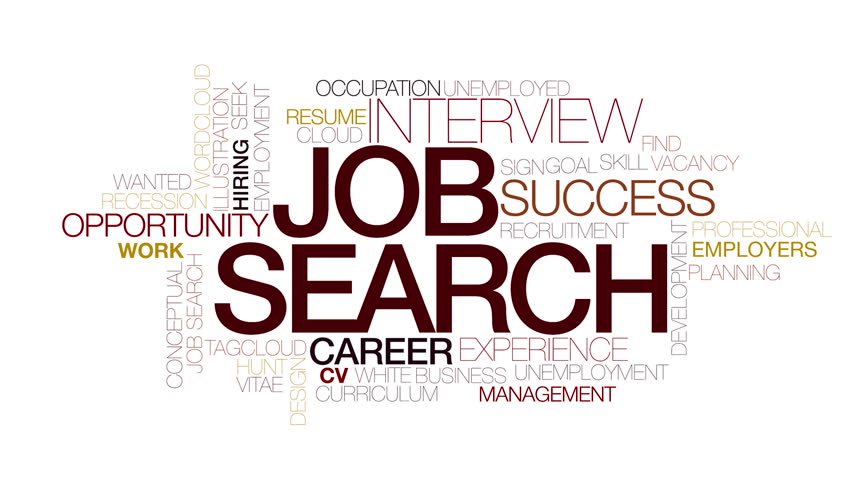 OCCUPATION UNEMPLOYED
RESUME INTERVIEW
CLOUD
WORDCLOUD
ILLUSTRATION
HIRING SEEK
EMPLOYMENT
FIND
JOB
SIGN GOAL SKILL VACANCY
WANTED
SUCCESS
RECESSION
OPPORTUNITY
RECRUITMENT
PROFESSIONAL
WORK
EMPLOYERS
SEARCH
DEVELOPMENT
PLANNING
CONCEPTUAL
JOB SEARCH
TAGCLOUD CAREER EXPERIENCE
HUNT
CV WHITE BUSINESS UNEMPLOYMENT
VITAE
DESIGN
CURRICULUM MANAGEMENT